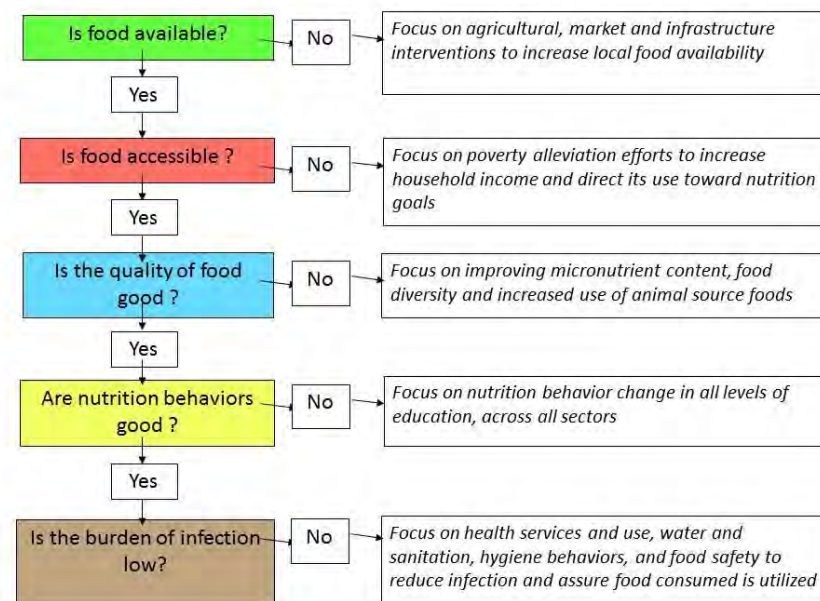 Is food available?
No
Focus on agricultural, market and infrastructure
interventions to increase local food availability
Yes
Is food accessible ?
No
Focus on poverty alleviation efforts to increase
household income and direct its use toward nutrition
goals
Yes
Is the quality of food
good ?
No
Focus on improving micronutrient content, food
diversity and increased use of animal source foods
Yes
Are nutrition behaviors
good ?
No
Focus on nutrition behavior change in all levels of
education, across all sectors
Yes
Is the burden of infection
low?
No
Focus on health services and use, water and
sanitation, hygiene behaviors, and food safety to
reduce infection and assure food consumed is utilized